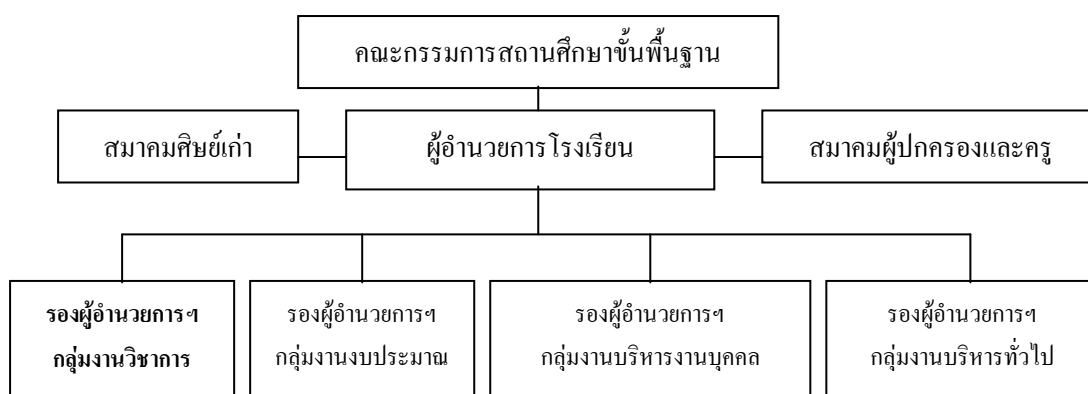 คณะกรรมการสถานศึกษาขั้นพื้นฐาน
สมาคมศิษย์เก่า
ผู้อำนวยการโรงเรียน
สมาคมผู้ปกครองและครู
รองผู้อำนวยการฯ
กลุ่มงานวิชาการ
รองผู้อำนวยการฯ
กลุ่มงานงบประมาณ
รองผู้อำนวยการฯ
กลุ่มงานบริหารงานบุคคล
รองผู้อำนวยการฯ
กลุ่มงานบริหารทั่วไป